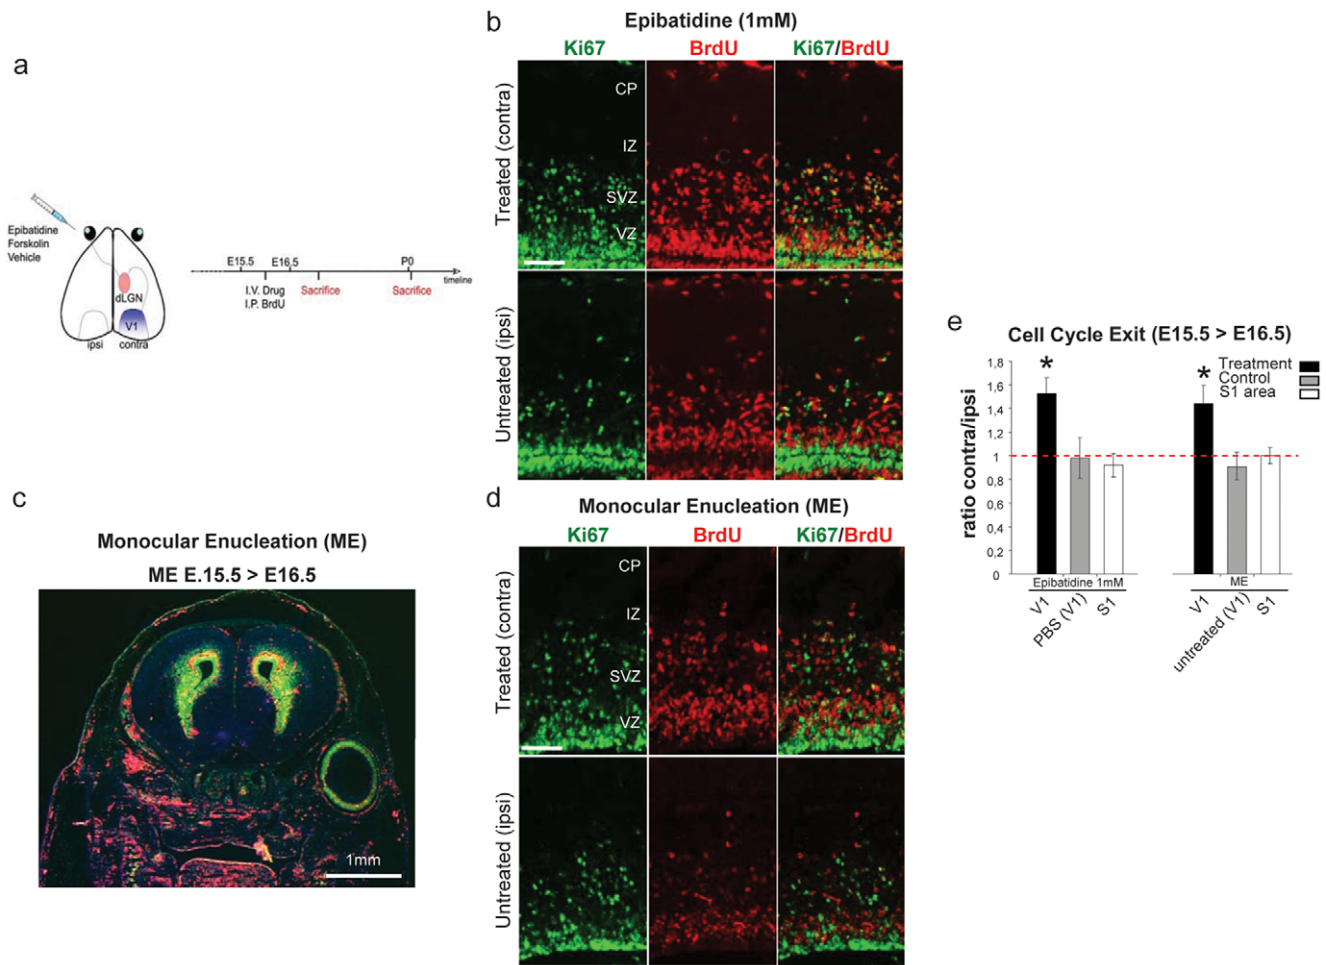 a
Epibatidine
Forskolin
Vehicle
dLGN
V1
ipsi
contra
E15.5
E16.5
P0
timeline
I.V. Drug
I.P. BrdU
Sacrifice
Sacrifice
b
Epibatidine (1mM)
Ki67
BrdU
Ki67/BrdU
Treated (contra)
CP
IZ
C
SVZ
VZ
Untreated (ipsi)
c
Monocular Enucleation (ME)
ME E.15.5 > E16.5
1mm
d
Monocular Enucleation (ME)
Ki67
BrdU
Ki67/BrdU
Treated (contra)
CP
IZ
SVZ
VZ
Untreated (ipsi)
e
Cell Cycle Exit (E15.5 > E16.5)
ratio contra/ipsi
1,8
1,6
1,4
1,2
1
0,8
0,6
0,4
0,2
0
*
*
Treatment
Control
S1 area
Epibatidine 1mM
ME
V1
PBS (V1)
S1
V1
untreated (V1)
S1